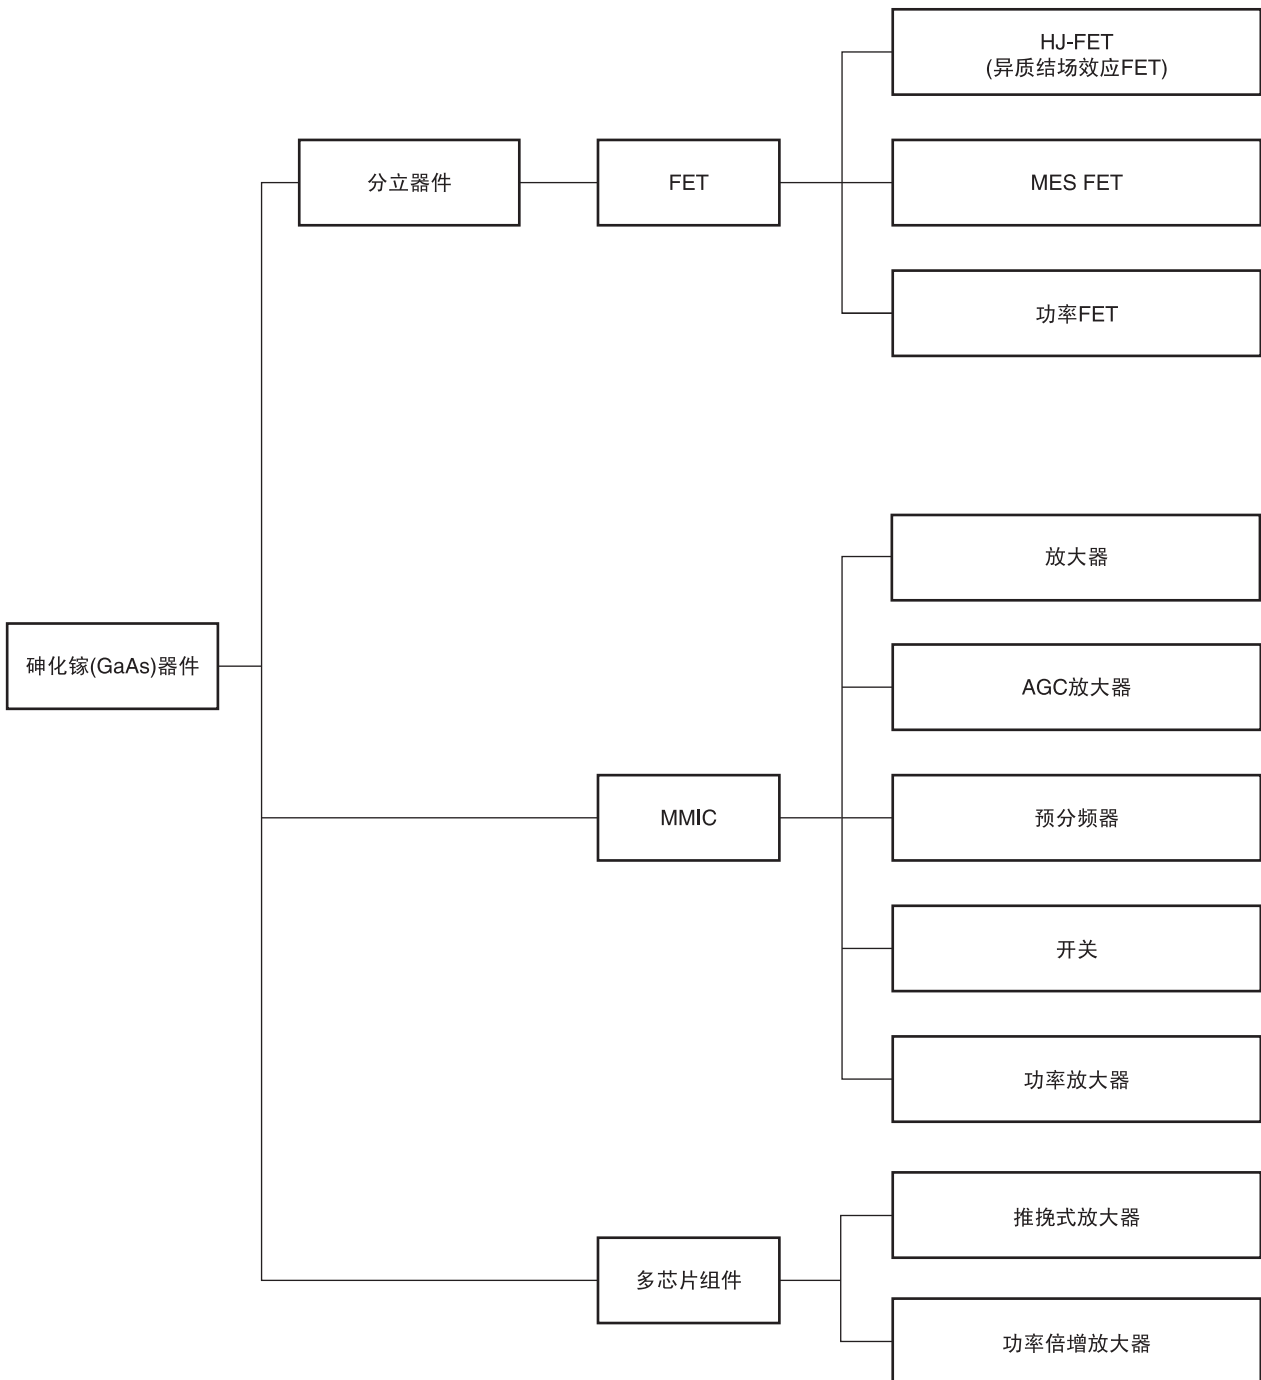 HJ-FET
(异质结场效应FET)
分立器件
FET
MES FET
功率FET
放大器
砷化镓(GaAs)器件
AGC放大器
MMIC
预分频器
开关
功率放大器
推挽式放大器
多芯片组件
功率倍增放大器